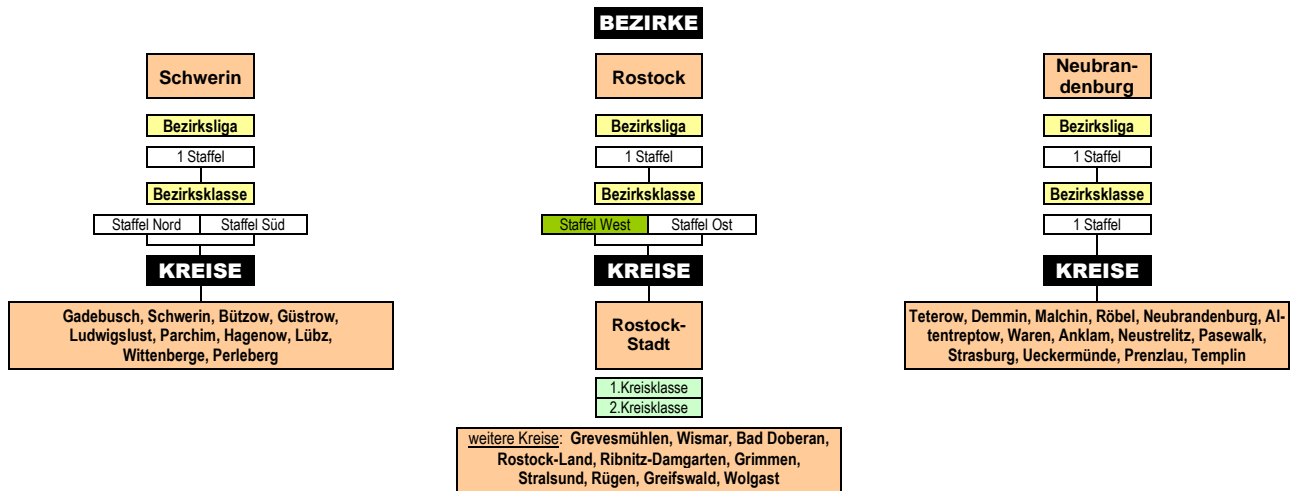 BEZIRKE
Schwerin
Bezirksliga
1 Staffel
Bezirksklasse
Staffel Nord
Staffel Süd
KREISE
Gadebusch, Schwerin, Bützow, Güstrow,
Ludwigslust, Parchim, Hagenow, Lübz,
Wittenberge, Perleberg
Rostock
Bezirksliga
1 Staffel
Bezirksklasse
Staffel West
Staffel Ost
KREISE
Rostock-
Stadt
1.Kreisklasse
2.Kreisklasse
weitere Kreise: Grevesmühlen, Wismar, Bad Doberan,
Rostock-Land, Ribnitz-Damgarten, Grimmen,
Stralsund, Rügen, Greifswald, Wolgast
Neubran-
denburg
Bezirksliga
1 Staffel
Bezirksklasse
1 Staffel
KREISE
Teterow, Demmin, Malchin, Röbel, Neubrandenburg, Al-
tentreptow, Waren, Anklam, Neustrelitz, Pasewalk,
Strasburg, Ueckermünde, Prenzlau, Templin